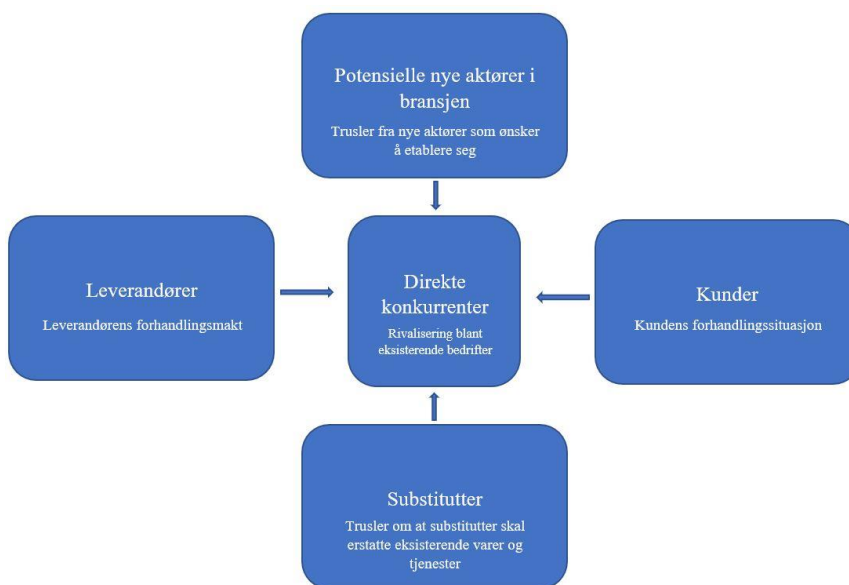 Potensielle nye aktører i
bransjen
Trusler fra nye aktører som ønsker
å etablere seg
Leverandører
Leverandørens forhandlingsmakt
Direkte
konkurrenter
Rivalisering blant
eksisterende bedrifter
Kunder
Kundens forhandlingssituasjon
Substitutter
Trusler om at substitutter skal
erstatte eksisterende varer og
tjenester